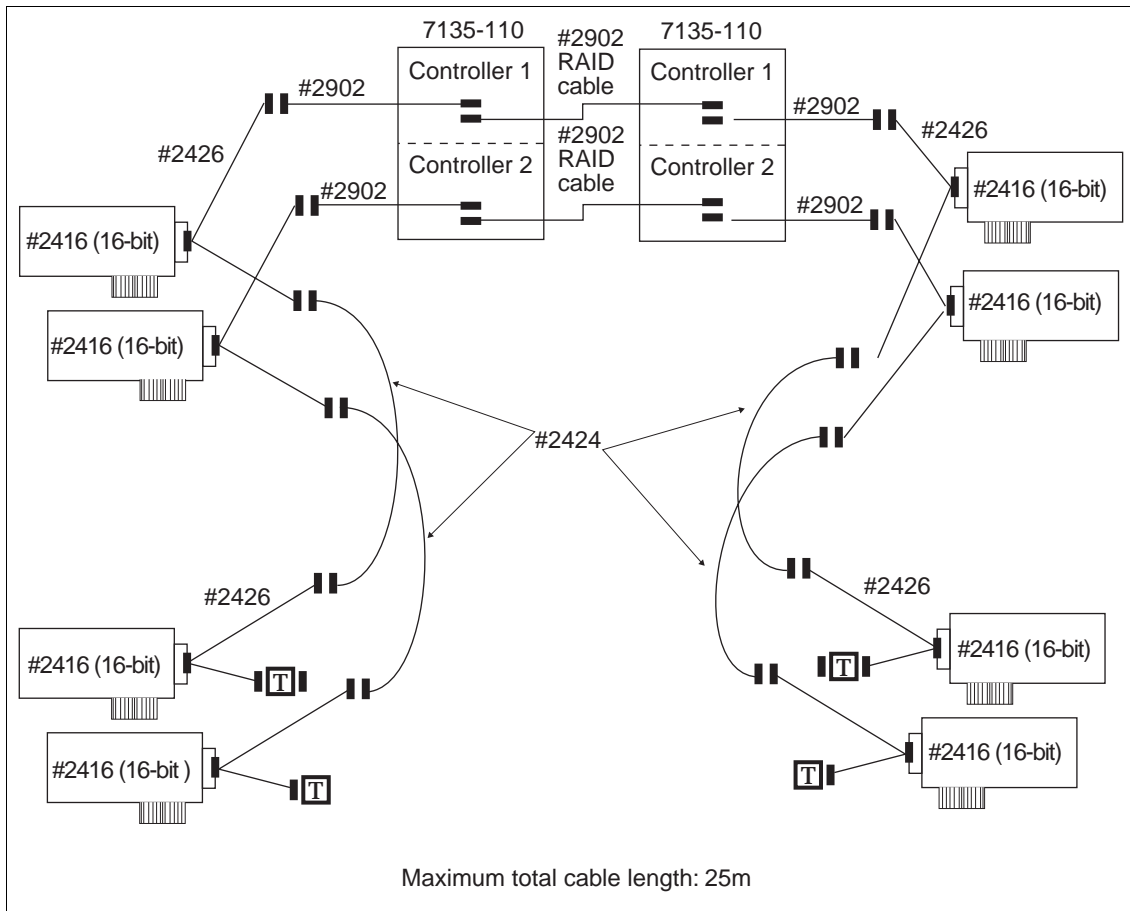 7135-110
#2902
RAID
cable
7135-110
Controller 1
Controller 1
#2902
#2902
#2426
#2426
#2902
RAID
cable
Controller 2
Controller 2
#2902
#2902
#2416 (16-bit)
#2416 (16-bit)
#2416 (16-bit)
#2416 (16-bit)
#2424
#2426
#2426
#2416 (16-bit)
T
T
#2416 (16-bit)
#2416 (16-bit )
T
T
#2416 (16-bit)
Maximum total cable length: 25m